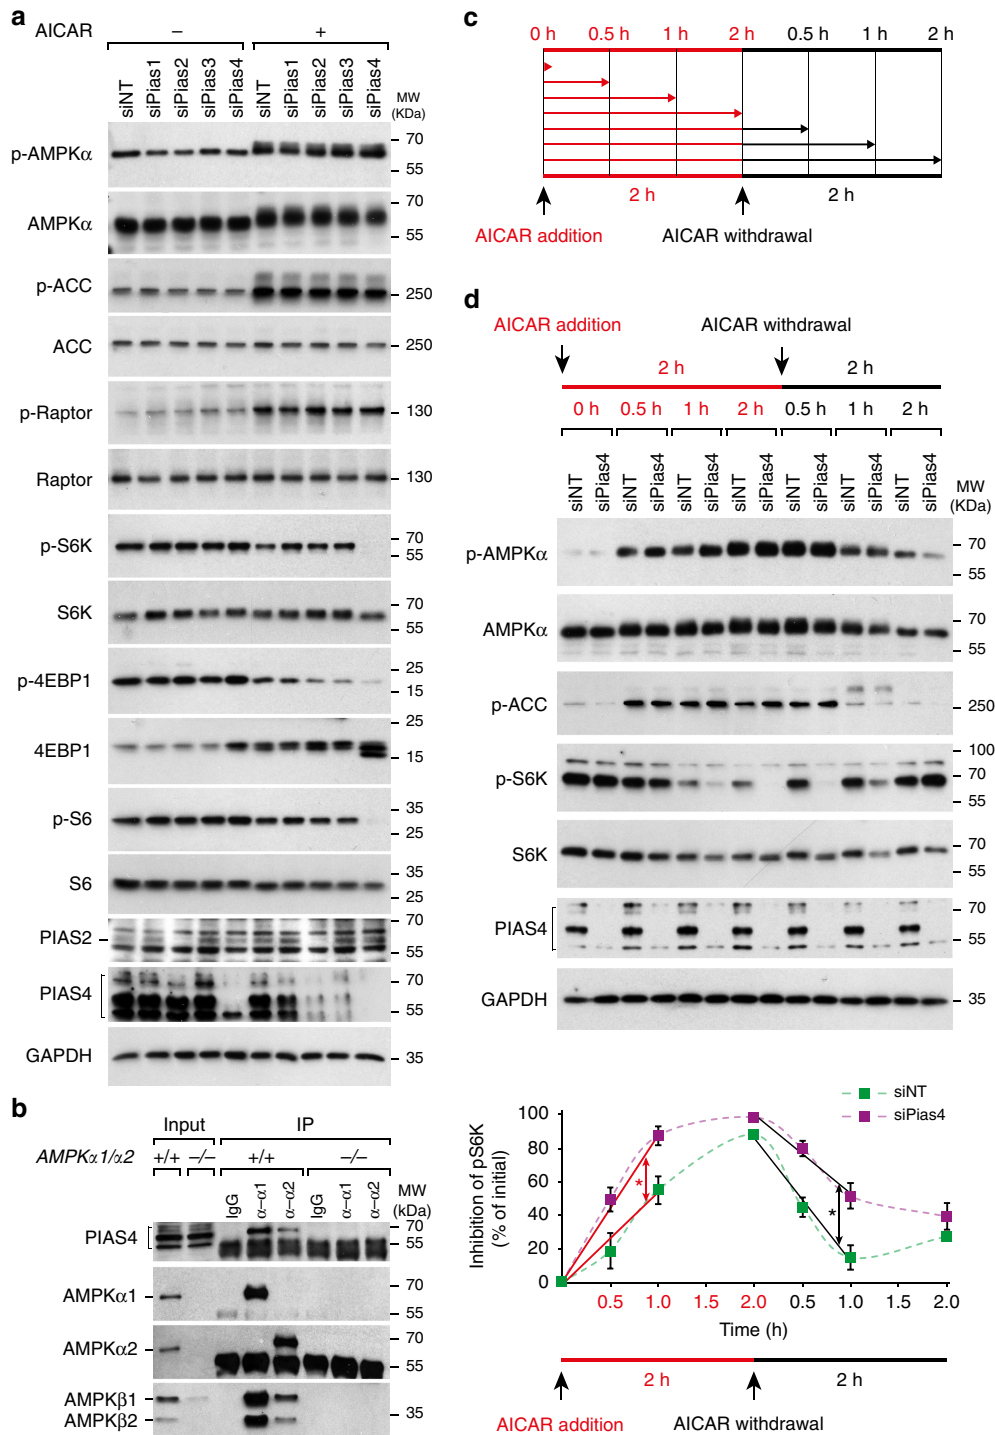 a
AICAR – +
siNT siPias1 siPias2 siPias3 siPias4 siNT siPias1 siPias2 siPias3 siPias4 MW (KDa)
p-AMPKα 70 55
AMPKα 70 55
p-ACC 250
ACC 250
p-Raptor 130
Raptor 130
p-S6K 70 55
S6K 70 55
p-4EBP1 25 15
4EBP1 25 15
p-S6 35 25
S6 35 25
PIAS2 70 55
PIAS4 70 55
GAPDH 35
b
Input IP
AMPKα1/α2 +/+ –/– +/+ –/–
IgG α–α1 α–α2 IgG α–α1 α–α2 MW (kDa)
PIAS4 70 55
AMPKα1 70 55
AMPKα2 70 55
AMPKβ1
AMPKβ2 35
c
0 h 0.5 h 1 h 2 h 0.5 h 1 h 2 h
2 h 2 h
AICAR addition AICAR withdrawal
d
AICAR addition AICAR withdrawal
2 h 2 h
0 h 0.5 h 1 h 2 h 0.5 h 1 h 2 h
siNT siPias4 siNT siPias4 siNT siPias4 siNT siPias4 siNT siPias4 siNT siPias4 siNT siPias4 MW (KDa)
p-AMPKα 70 55
AMPKα 70 55
p-ACC 250
p-S6K 100 70 55
S6K 70 55
PIAS4 70 55
GAPDH 35
siNT
siPias4
Inhibition of pS6K (% of initial)
100
80
60
40
20
0
* *
0.5 1.0 1.5 2.0 0.5 1.0 1.5 2.0
Time (h)
2 h 2 h
AICAR addition AICAR withdrawal